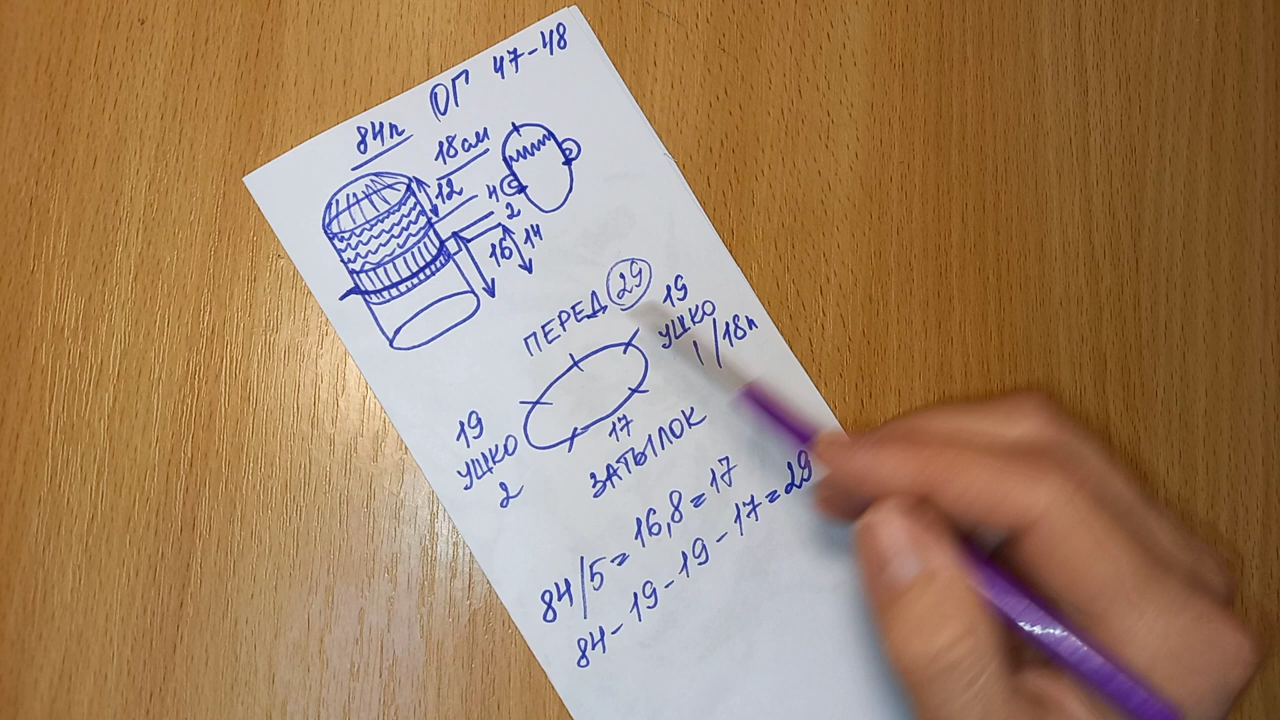 ОГ 47-48
84п
18см
12
4
2
16
14
ПЕРЕД 29
19
УШКО
1/18п
19
УШКО
2
17
ЗАТЫЛОК
84/5=16,8=17
84-19-19-17=29